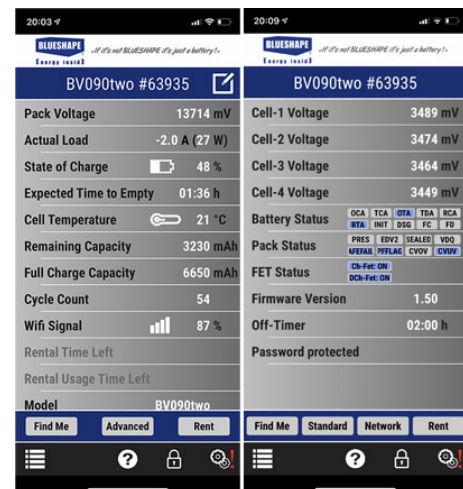 20:03
BLUESHAPE
..if it's not BLUESHAPE it's just a battery!..
BV090two #63935
Pack Voltage 13714 mV
Actual Load -2.0 A (27 W)
State of Charge 48 %
Expected Time to Empty 01:36 h
Cell Temperature 21 °C
Remaining Capacity 3230 mAh
Full Charge Capacity 6650 mAh
Cycle Count 54
Wifi Signal 87 %
Rental Time Left
Rental Usage Time Left
Model BV090two
Find Me Advanced Rent
?
!
20:09
BLUESHAPE
..if it's not BLUESHAPE it's just a battery!..
BV090two #63935
Cell-1 Voltage 3489 mV
Cell-2 Voltage 3474 mV
Cell-3 Voltage 3464 mV
Cell-4 Voltage 3449 mV
Battery Status OCA TCA OTA TDA RCA
RTA INIT DSG FC FD
Pack Status PRES EDV2 SEALED VDQ
AFEFAIL PFFLAG CVOV CVUV
FET Status Ch-Fet: ON
DCh-Fet: ON
Firmware Version 1.50
Off-Timer 02:00 h
Password protected
Find Me Standard Network Rent
?
!